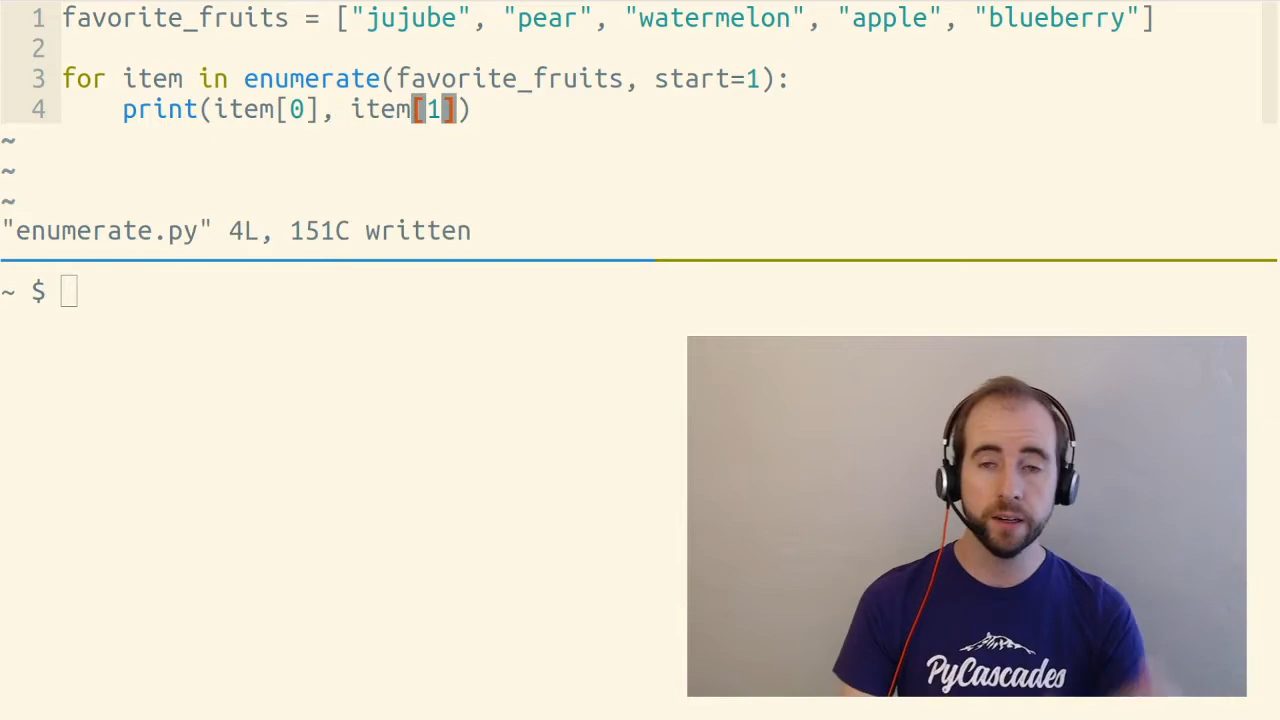 1 favorite_fruits = ["jujube", "pear", "watermelon", "apple", "blueberry"]
2
3 for item in enumerate(favorite_fruits, start=1):
4     print(item[0], item[1])
~
~
~
"enumerate.py" 4L, 151C written
~ $
PyCascades